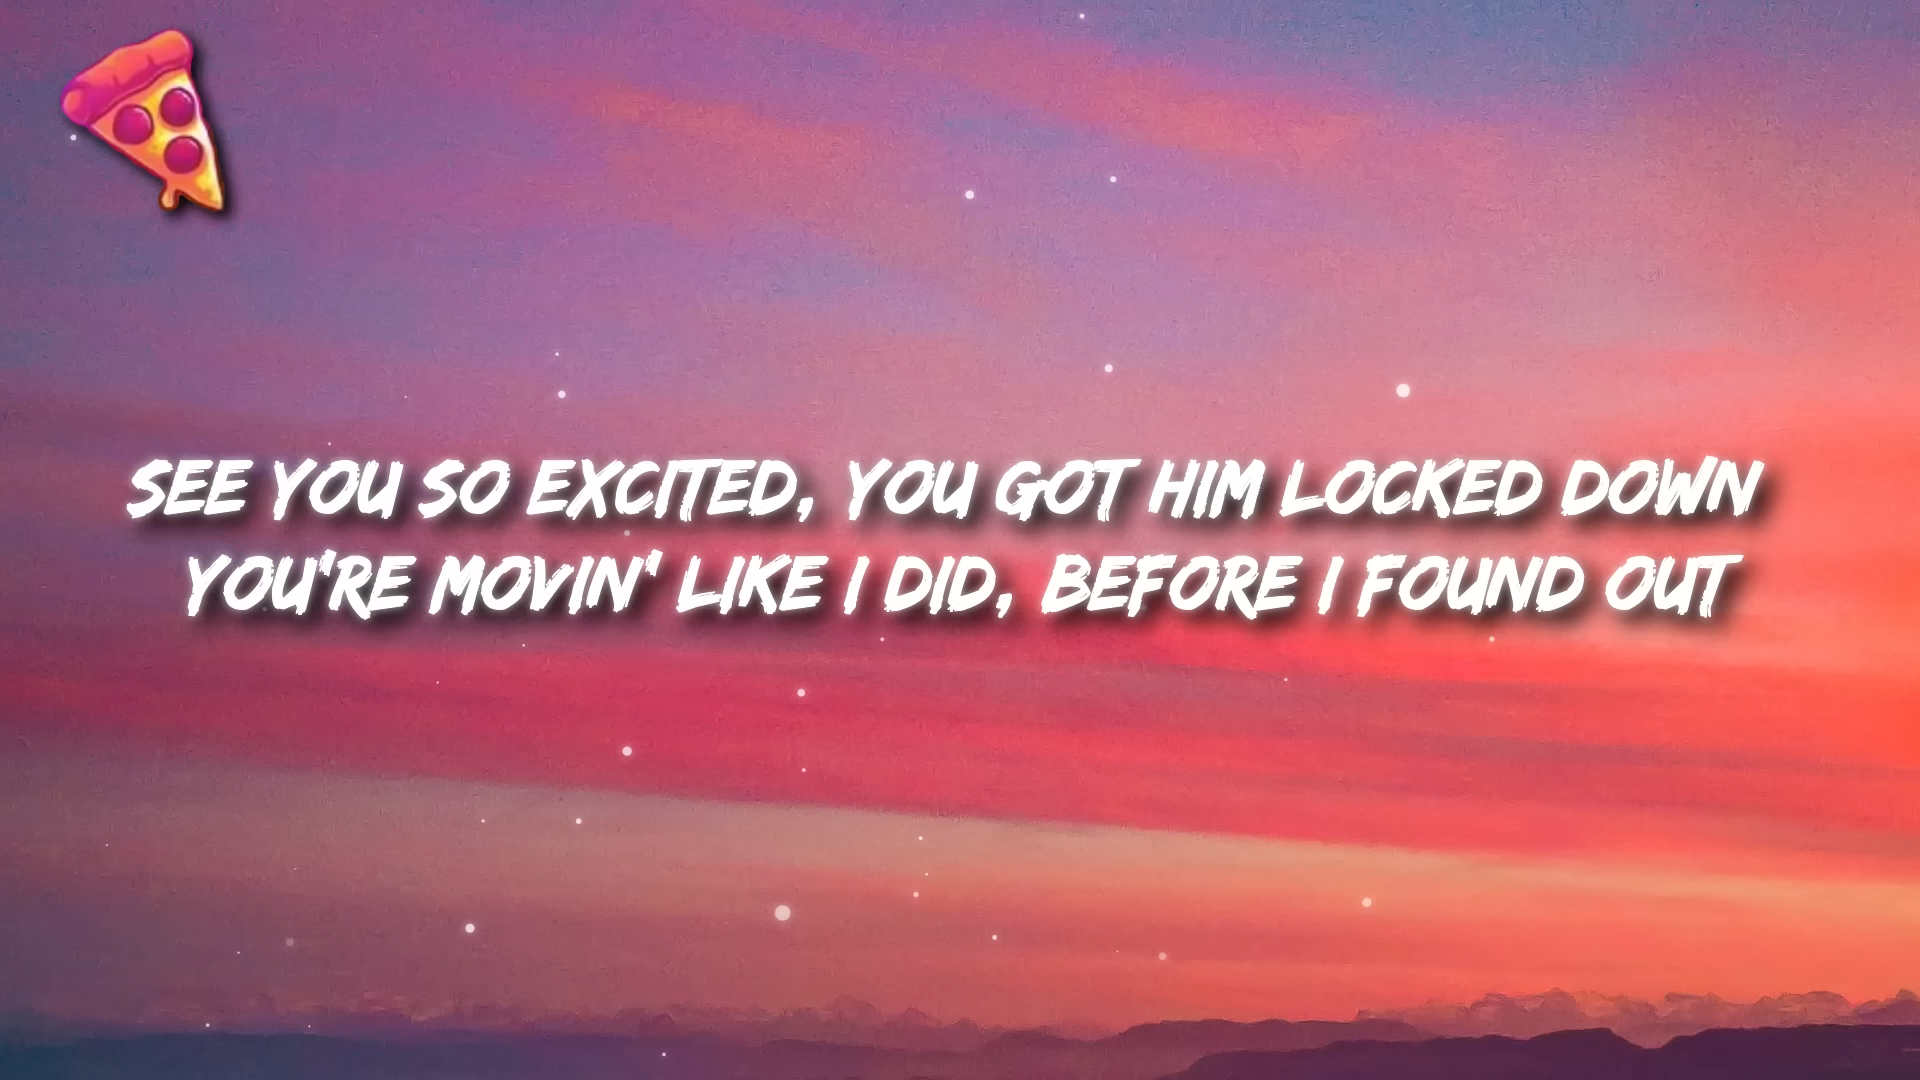 SEE YOU SO EXCITED, YOU GOT HIM LOCKED DOWN
YOU'RE MOVIN' LIKE I DID, BEFORE I FOUND OUT